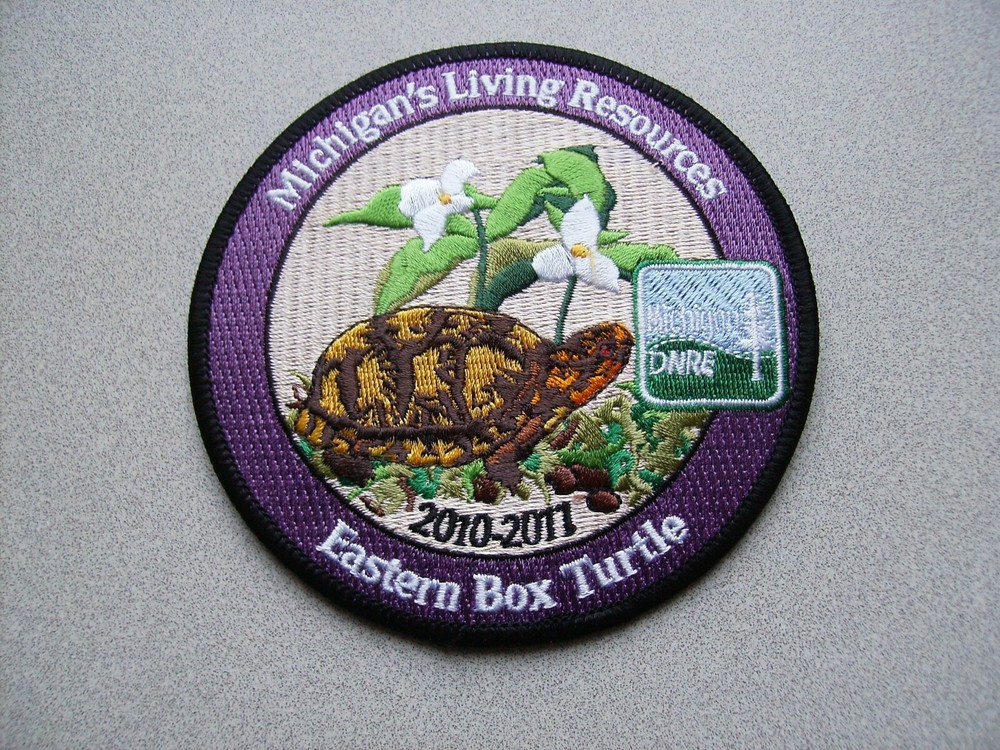 Michigan's Living Resources
Michigan
DNRE
2010-2011
Eastern Box Turtle